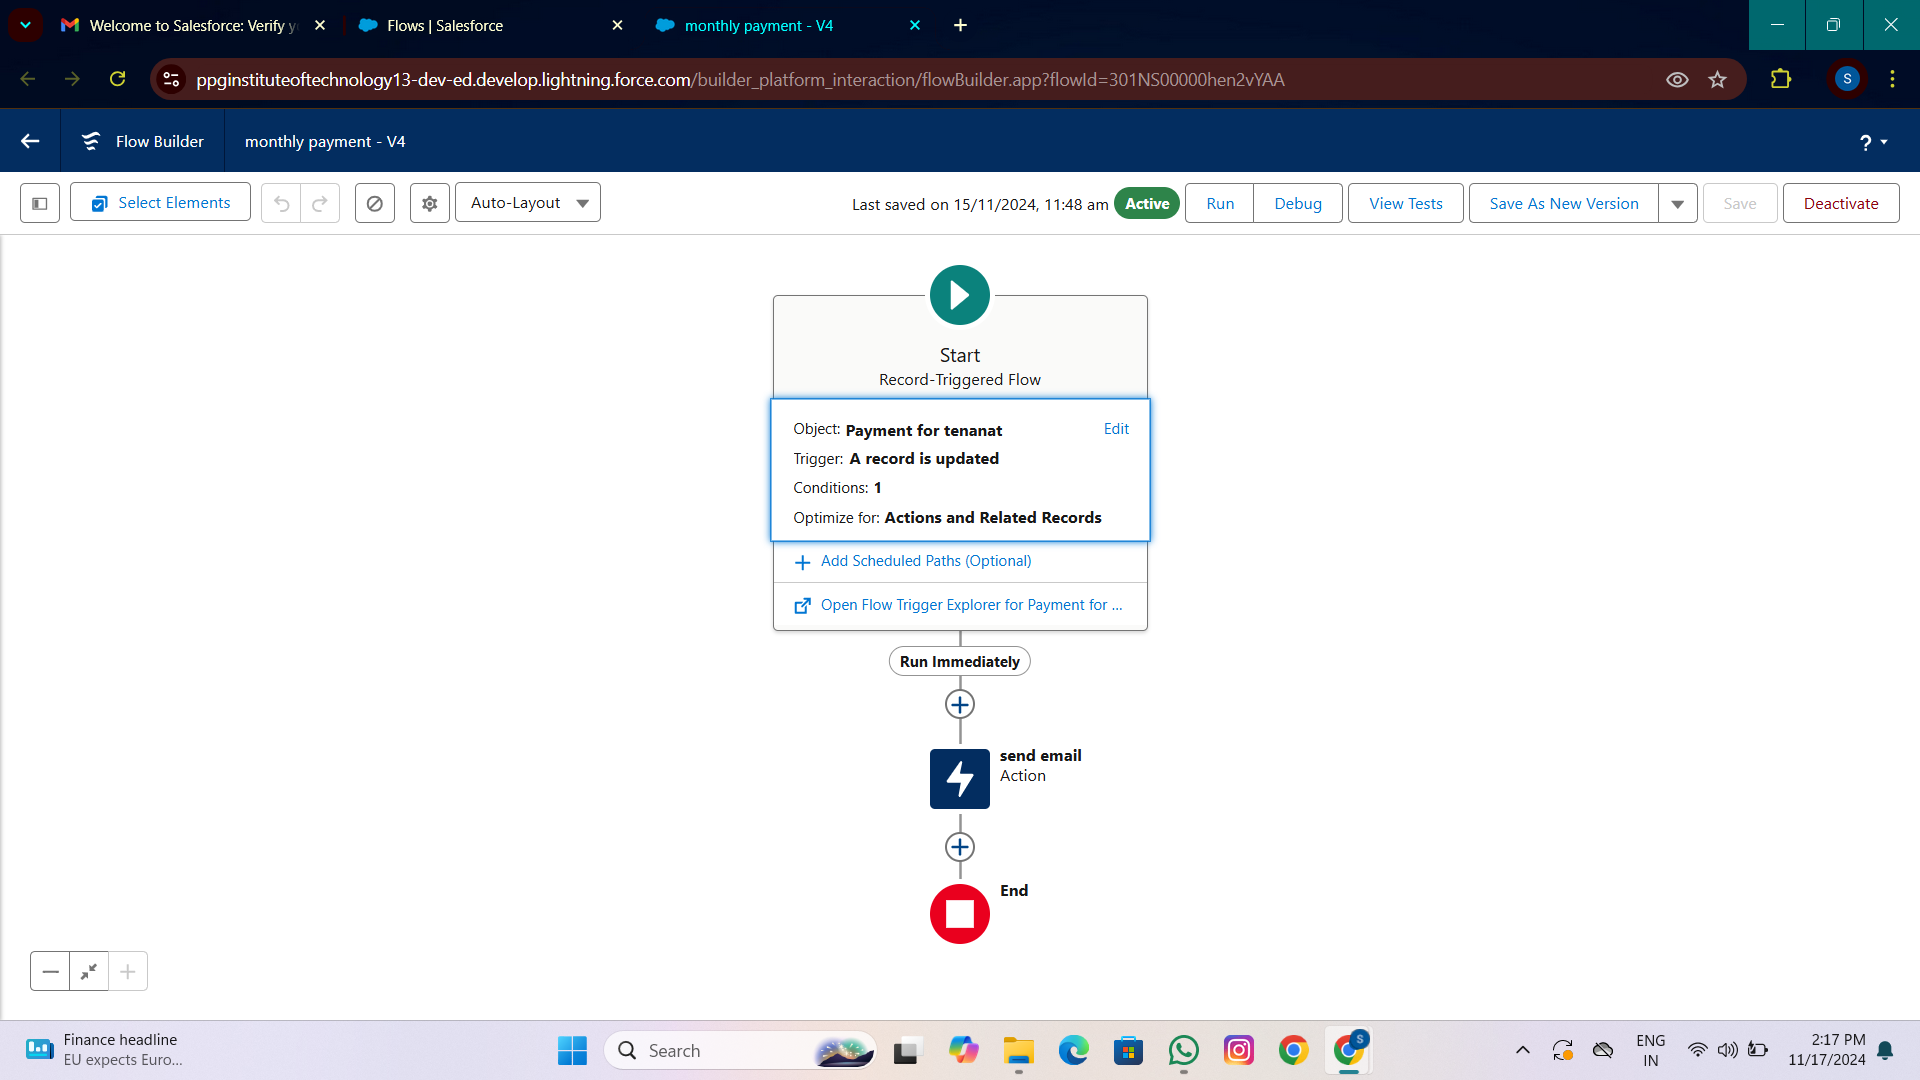 Welcome to Salesforce: Verify y
Flows | Salesforce
monthly payment - V4
ppginstituteoftechnology13-dev-ed.develop.lightning.force.com/builder_platform_interaction/flowBuilder.app?flowId=301NS00000hen2vYAA
S
Flow Builder
monthly payment - V4
?
Select Elements
Auto-Layout
Last saved on 15/11/2024, 11:48 am
Active
Run
Debug
View Tests
Save As New Version
Save
Deactivate
Start
Record-Triggered Flow
Object: Payment for tenanat
Edit
Trigger: A record is updated
Conditions: 1
Optimize for: Actions and Related Records
Add Scheduled Paths (Optional)
Open Flow Trigger Explorer for Payment for ...
Run Immediately
send email
Action
End
Finance headline
EU expects Euro...
Search
S
ENG
IN
2:17 PM
11/17/2024